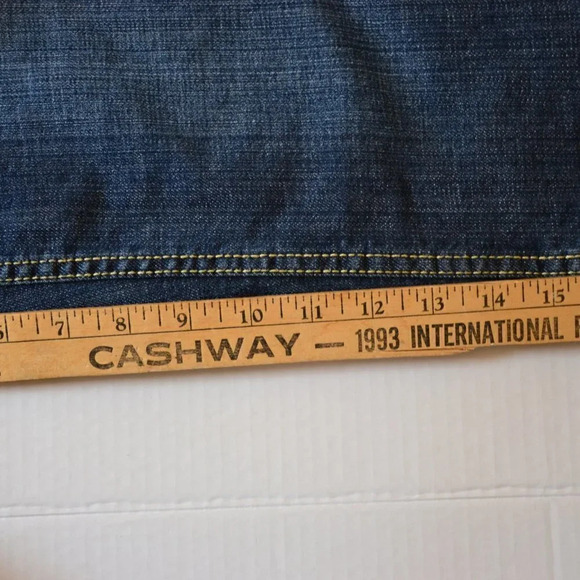 6 7 8 9 10 11 12 13 14 15
CASHWAY — 1993 INTERNATIONAL